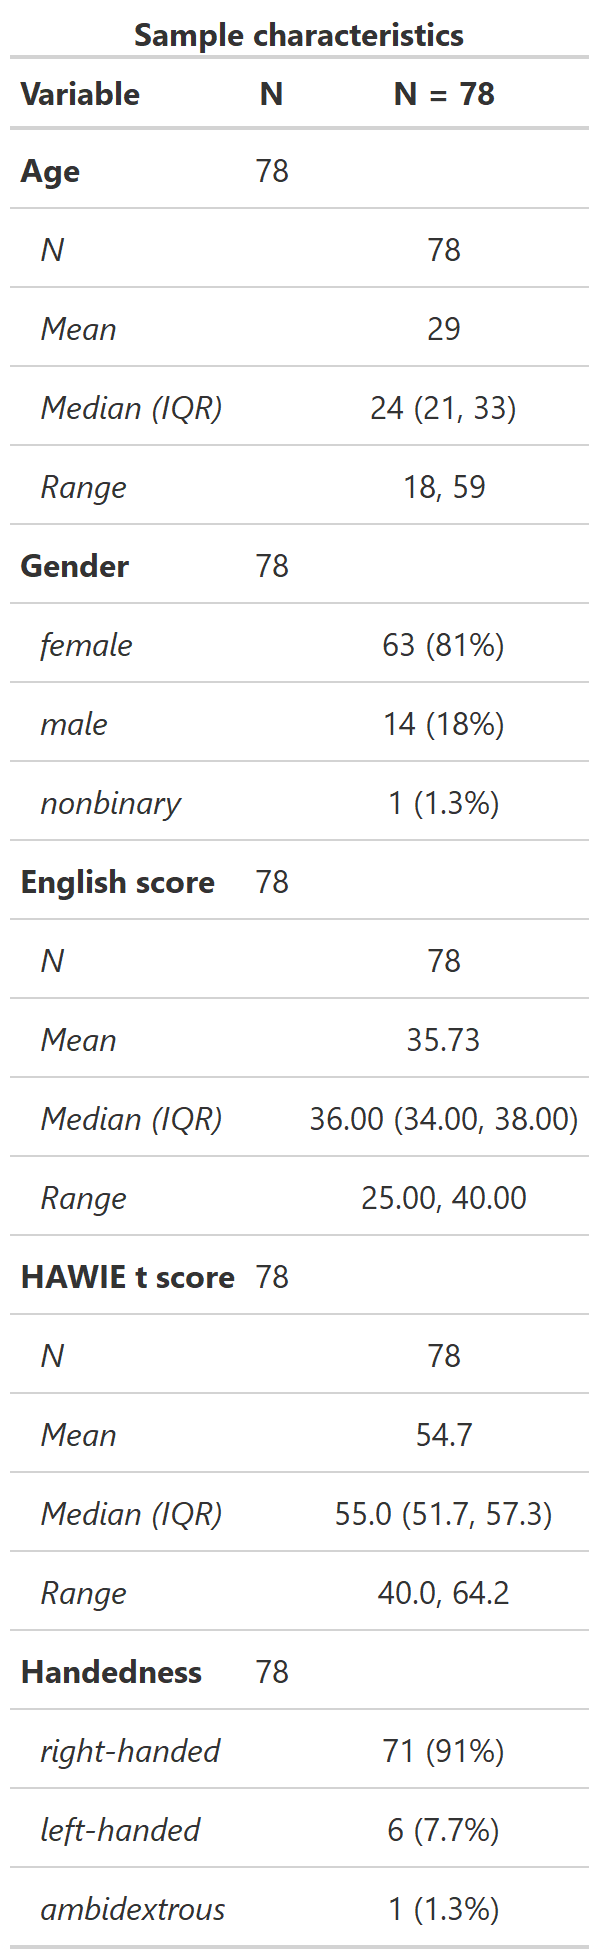 Sample characteristics
Variable N N = 78
Age 78
N 78
Mean 29
Median (IQR) 24 (21, 33)
Range 18, 59
Gender 78
female 63 (81%)
male 14 (18%)
nonbinary 1 (1.3%)
English score 78
N 78
Mean 35.73
Median (IQR) 36.00 (34.00, 38.00)
Range 25.00, 40.00
HAWIE t score 78
N 78
Mean 54.7
Median (IQR) 55.0 (51.7, 57.3)
Range 40.0, 64.2
Handedness 78
right-handed 71 (91%)
left-handed 6 (7.7%)
ambidextrous 1 (1.3%)